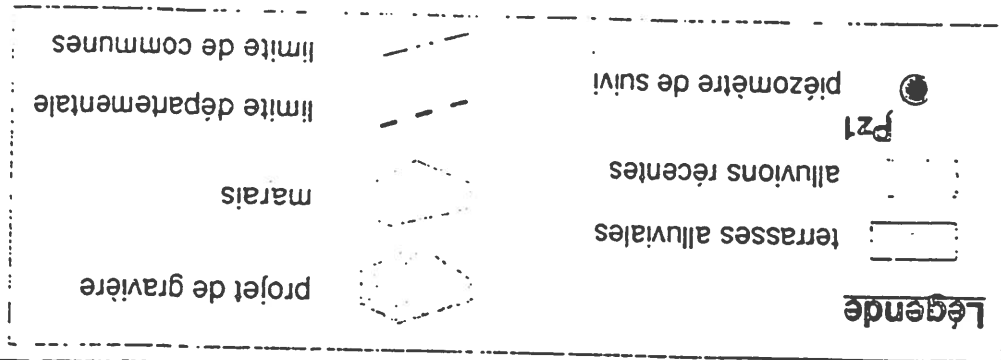 Légende
terrasses alluviales
alluvions récentes
Pz1
piézomètre de suivi
projet de gravière
marais
limite départementale
limite de communes